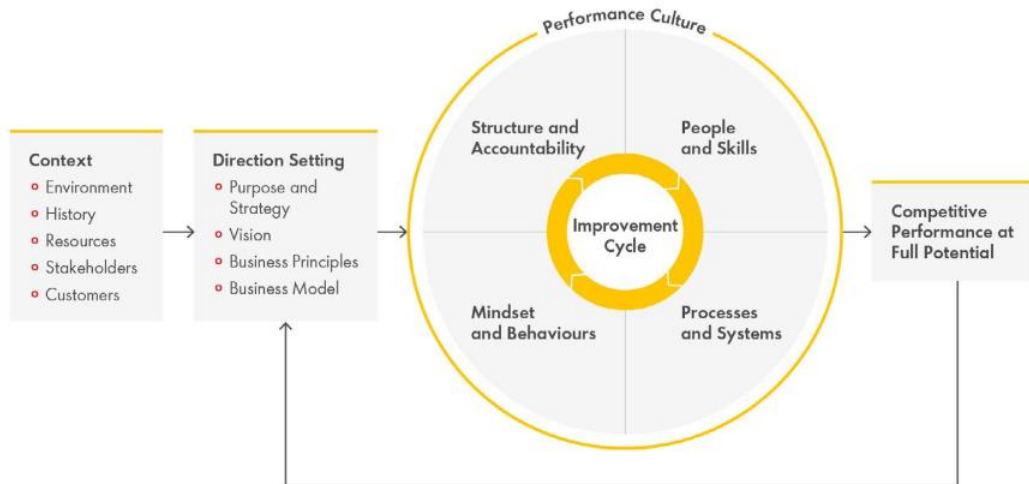 Performance Culture
Context
Environment
History
Resources
Stakeholders
Customers
Direction Setting
Purpose and
Strategy
Vision
Business Principles
Business Model
Structure and
Accountability
People
and Skills
Improvement
Cycle
Mindset
and Behaviours
Processes
and Systems
Competitive
Performance at
Full Potential